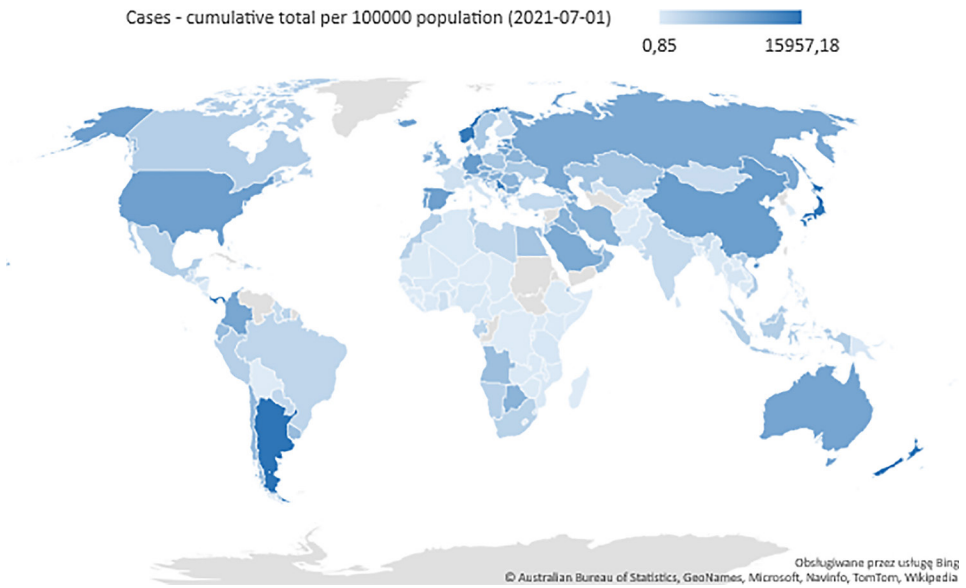 Cases - cumulative total per 100000 population (2021-07-01)
0,85 15957,18
Obsługiwane przez usługę Bing
© Australian Bureau of Statistics, GeoNames, Microsoft, Navinfo, TomTom, Wikipedia